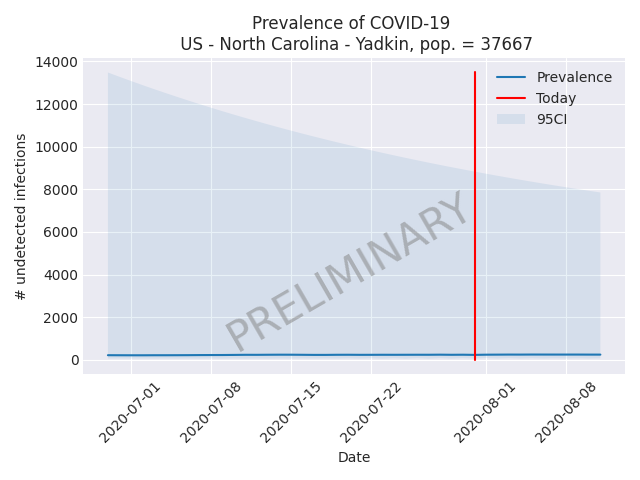 Prevalence of COVID-19
US - North Carolina - Yadkin, pop. = 37667
14000
12000
10000
8000
6000
4000
2000
0
# undetected infections
Prevalence
Today
95CI
PRELIMINARY
2020-07-01
2020-07-08
2020-07-15
2020-07-22
2020-08-01
2020-08-08
Date